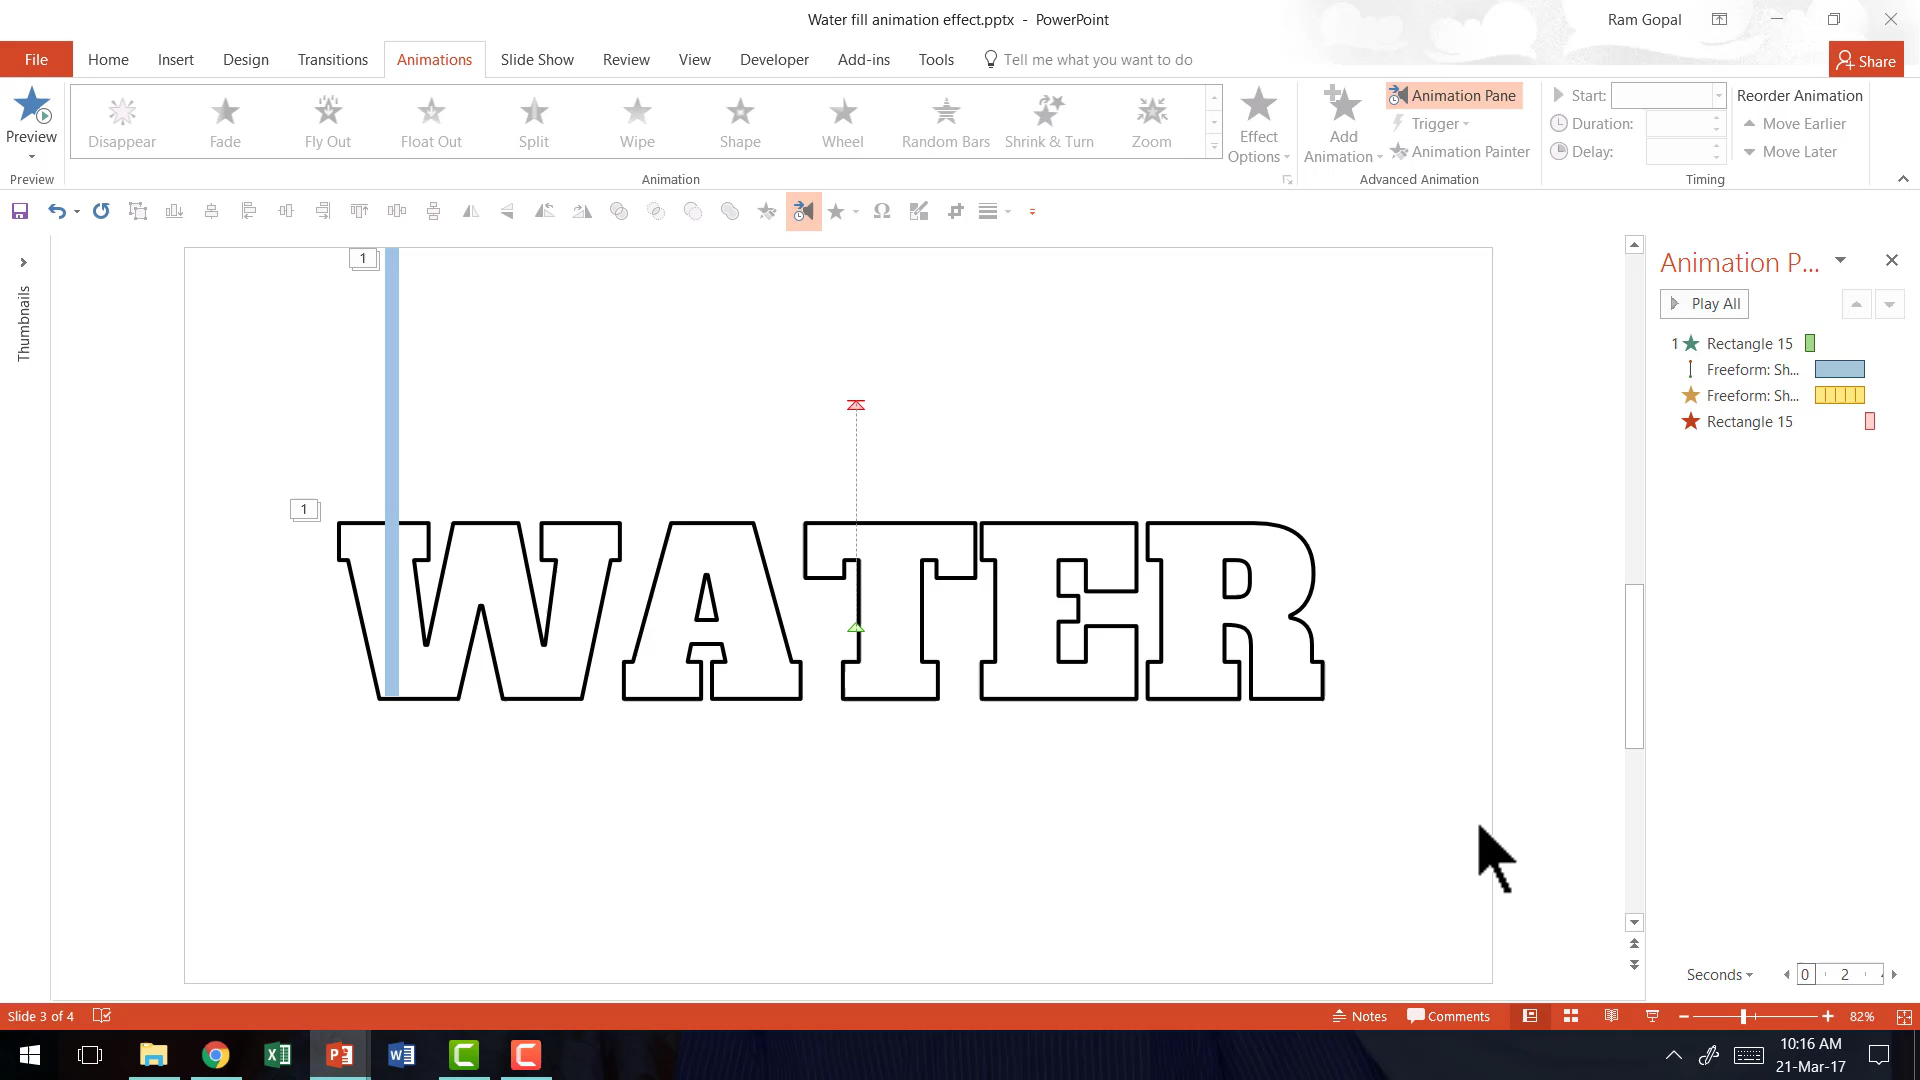 Water fill animation effect.pptx - PowerPoint
Ram Gopal
File Home Insert Design Transitions Animations Slide Show Review View Developer Add-ins Tools Tell me what you want to do Share
Preview
Disappear Fade Fly Out Float Out Split Wipe Shape Wheel Random Bars Shrink & Turn Zoom
Effect Options
Add Animation
Animation Pane
Trigger
Animation Painter
Start:
Duration:
Delay:
Reorder Animation
Move Earlier
Move Later
Preview Animation Advanced Animation Timing
Thumbnails
1
1
WATER
Animation P...
Play All
1 Rectangle 15
Freeform: Sh...
Freeform: Sh...
Rectangle 15
Seconds 0 2
Slide 3 of 4
Notes Comments 82%
10:16 AM
21-Mar-17